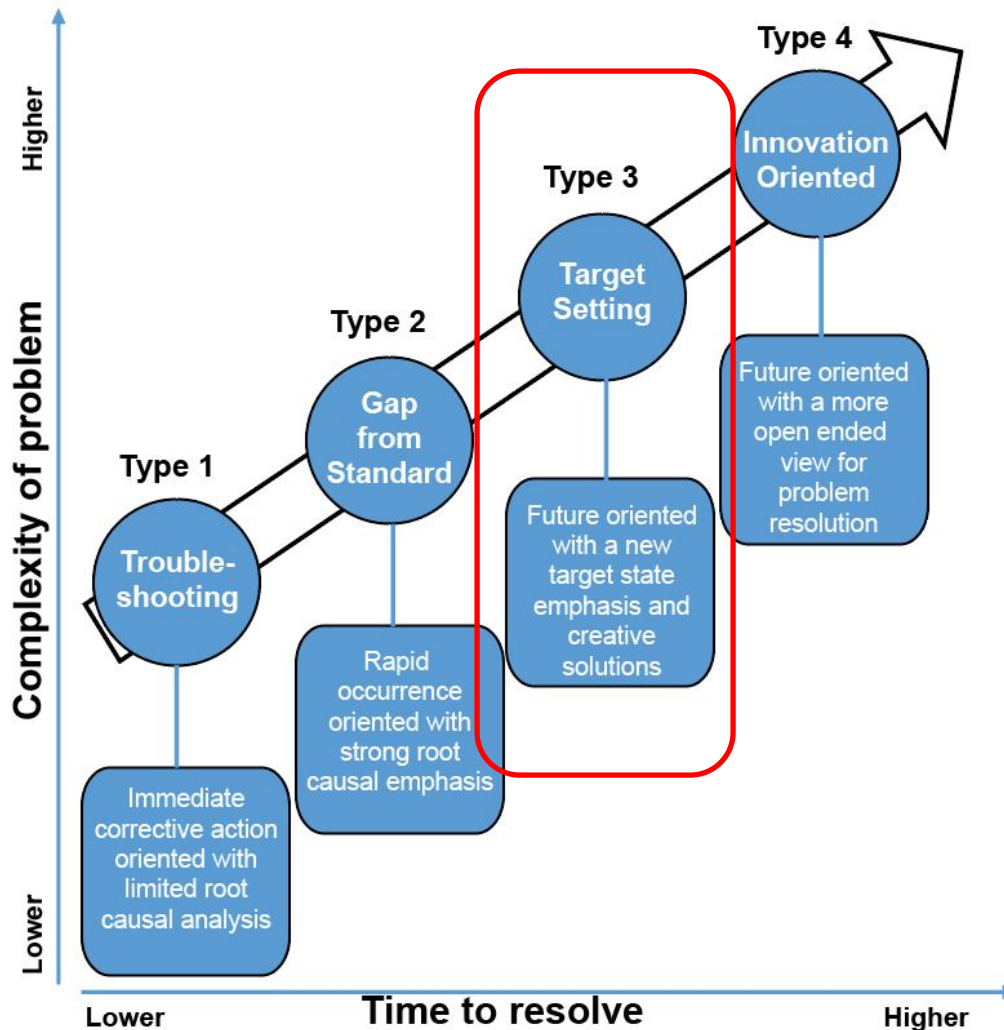 Type 4
Innovation
Oriented
Type 3
Target
Setting
Type 2
Gap
from
Standard
Type 1
Trouble-
shooting
Future oriented
with a more
open ended
view for
problem
resolution
Future oriented
with a new
target state
emphasis and
creative
solutions
Rapid
occurrence
oriented with
strong root
causal emphasis
Immediate
corrective action
oriented with
limited root
causal analysis
Higher
Complexity of problem
Lower
Lower
Time to resolve
Higher